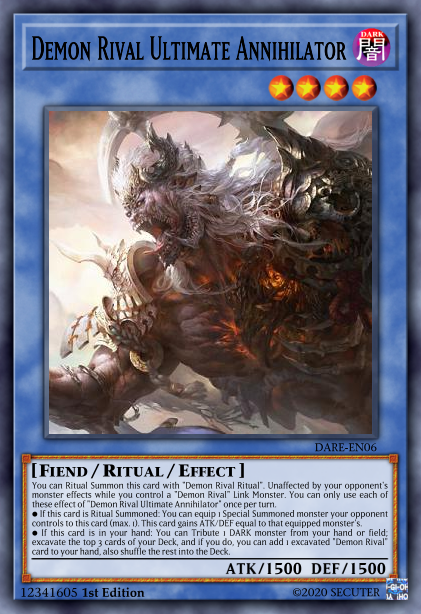 DEMON RIVAL ULTIMATE ANNIHILATOR
DARK
闇
DARE-EN06
[FIEND / RITUAL / EFFECT]
You can Ritual Summon this card with "Demon Rival Ritual". Unaffected by your opponent's
monster effects while you control a "Demon Rival" Link Monster. You can only use each of
these effect of "Demon Rival Ultimate Annihilator" once per turn.
● If this card is Ritual Summoned: You can equip 1 Special Summoned monster your opponent
controls to this card (max. 1). This card gains ATK/DEF equal to that equipped monster's.
● If this card is in your hand: You can Tribute 1 DARK monster from your hand or field;
excavate the top 3 cards of your Deck, and if you do, you can add 1 excavated "Demon Rival"
card to your hand, also shuffle the rest into the Deck.
ATK/1500 DEF/1500
12341605 1st Edition
©2020 SECUTER